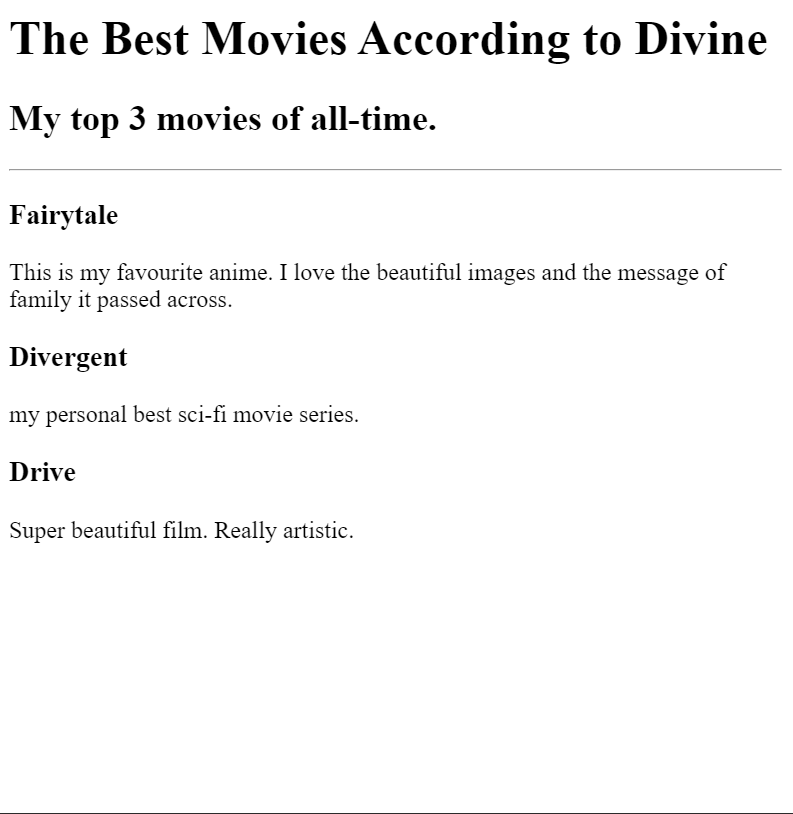 The Best Movies According to Divine
My top 3 movies of all-time.
Fairytale
This is my favourite anime. I love the beautiful images and the message of
family it passed across.
Divergent
my personal best sci-fi movie series.
Drive
Super beautiful film. Really artistic.